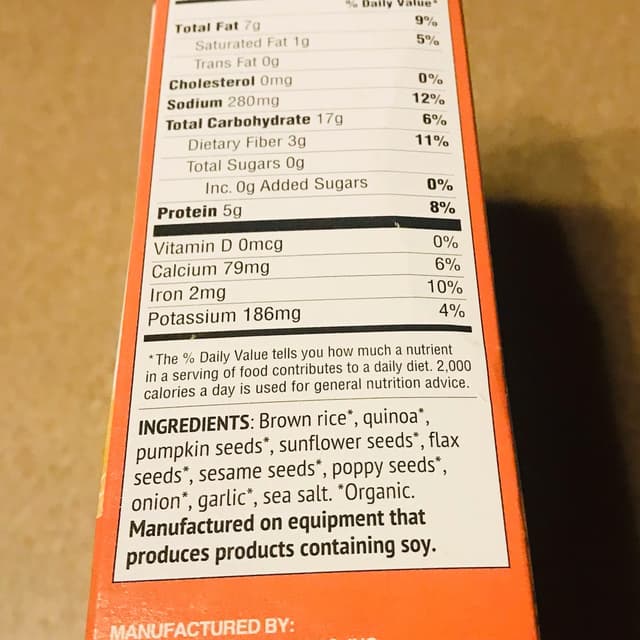 % Daily Value*
Total Fat 7g 9%
Saturated Fat 1g 5%
Trans Fat 0g
Cholesterol 0mg 0%
Sodium 280mg 12%
Total Carbohydrate 17g 6%
Dietary Fiber 3g 11%
Total Sugars 0g
Inc. 0g Added Sugars 0%
Protein 5g 8%
Vitamin D 0mcg 0%
Calcium 79mg 6%
Iron 2mg 10%
Potassium 186mg 4%
*The % Daily Value tells you how much a nutrient
in a serving of food contributes to a daily diet. 2,000
calories a day is used for general nutrition advice.
INGREDIENTS: Brown rice*, quinoa*,
pumpkin seeds*, sunflower seeds*, flax
seeds*, sesame seeds*, poppy seeds*,
onion*, garlic*, sea salt. *Organic.
Manufactured on equipment that
produces products containing soy.
MANUFACTURED BY: